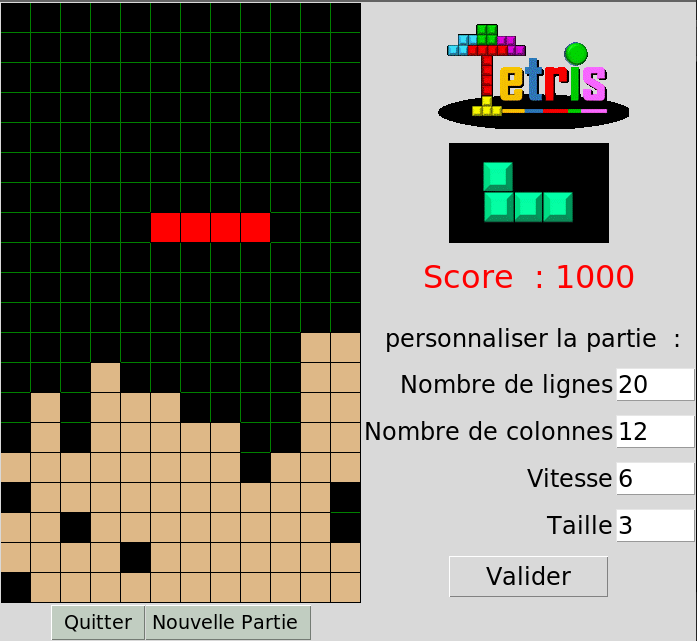 Tetris
Score : 1000
personnaliser la partie :
Nombre de lignes 20
Nombre de colonnes 12
Vitesse 6
Taille 3
Valider
Quitter Nouvelle Partie